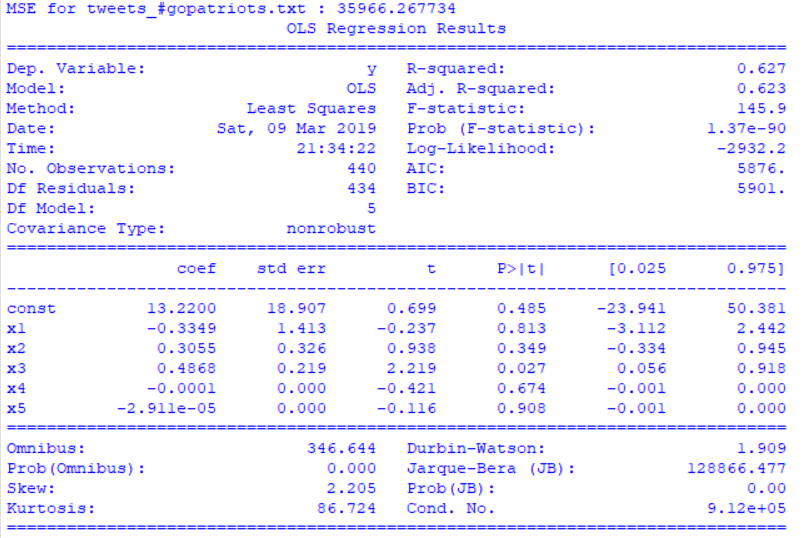 MSE for tweets_#gopatriots.txt : 35966.267734
OLS Regression Results
==============================================================================
Dep. Variable: y R-squared: 0.627
Model: OLS Adj. R-squared: 0.623
Method: Least Squares F-statistic: 145.9
Date: Sat, 09 Mar 2019 Prob (F-statistic): 1.37e-90
Time: 21:34:22 Log-Likelihood: -2932.2
No. Observations: 440 AIC: 5876.
Df Residuals: 434 BIC: 5901.
Df Model: 5
Covariance Type: nonrobust
==============================================================================
coef std err t P>|t| [0.025 0.975]
------------------------------------------------------------------------------
const 13.2200 18.907 0.699 0.485 -23.941 50.381
x1 -0.3349 1.413 -0.237 0.813 -3.112 2.442
x2 0.3055 0.326 0.938 0.349 -0.334 0.945
x3 0.4868 0.219 2.219 0.027 0.056 0.918
x4 -0.0001 0.000 -0.421 0.674 -0.001 0.000
x5 -2.911e-05 0.000 -0.116 0.908 -0.001 0.000
==============================================================================
Omnibus: 346.644 Durbin-Watson: 1.909
Prob(Omnibus): 0.000 Jarque-Bera (JB): 128866.477
Skew: 2.205 Prob(JB): 0.00
Kurtosis: 86.724 Cond. No. 9.12e+05
==============================================================================